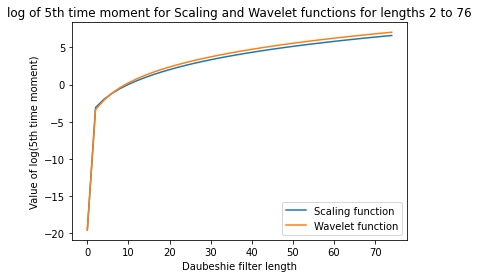 log of 5th time moment for Scaling and Wavelet functions for lengths 2 to 76
Value of log(5th time moment)
5
0
−5
−10
−15
−20
0 10 20 30 40 50 60 70
Daubeshie filter length
Scaling function
Wavelet function